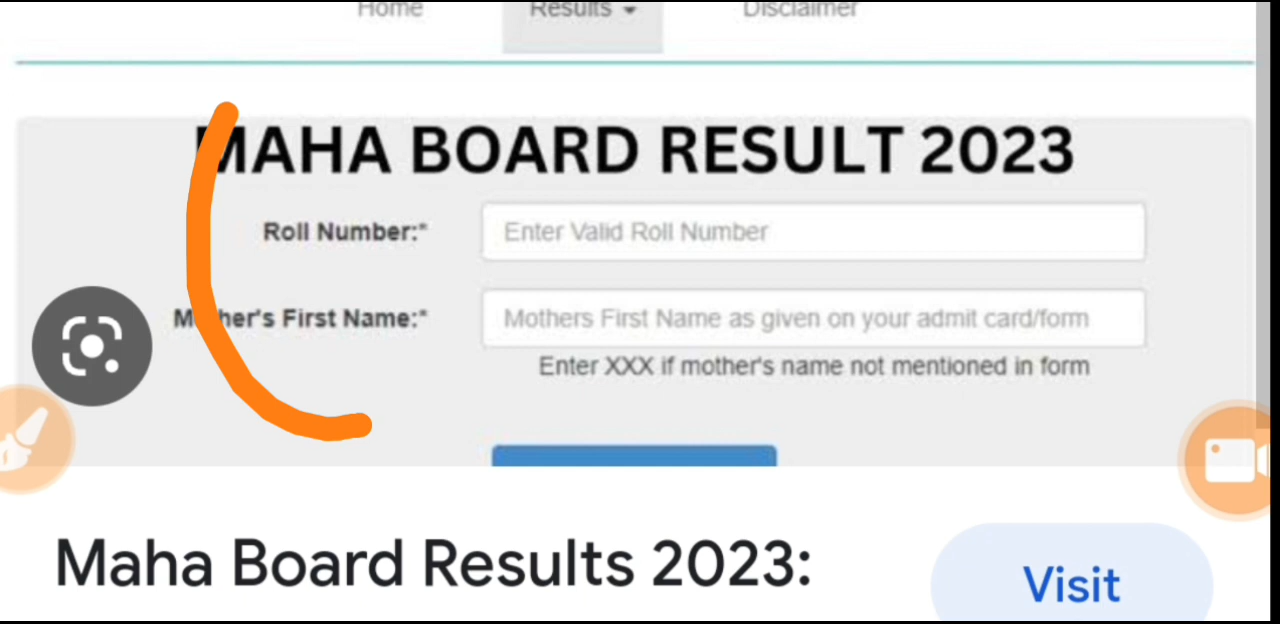 Home Results Disclaimer
MAHA BOARD RESULT 2023
Roll Number:* Enter Valid Roll Number
Mother's First Name:* Mothers First Name as given on your admit card/form
Enter XXX if mother's name not mentioned in form
Maha Board Results 2023:
Visit